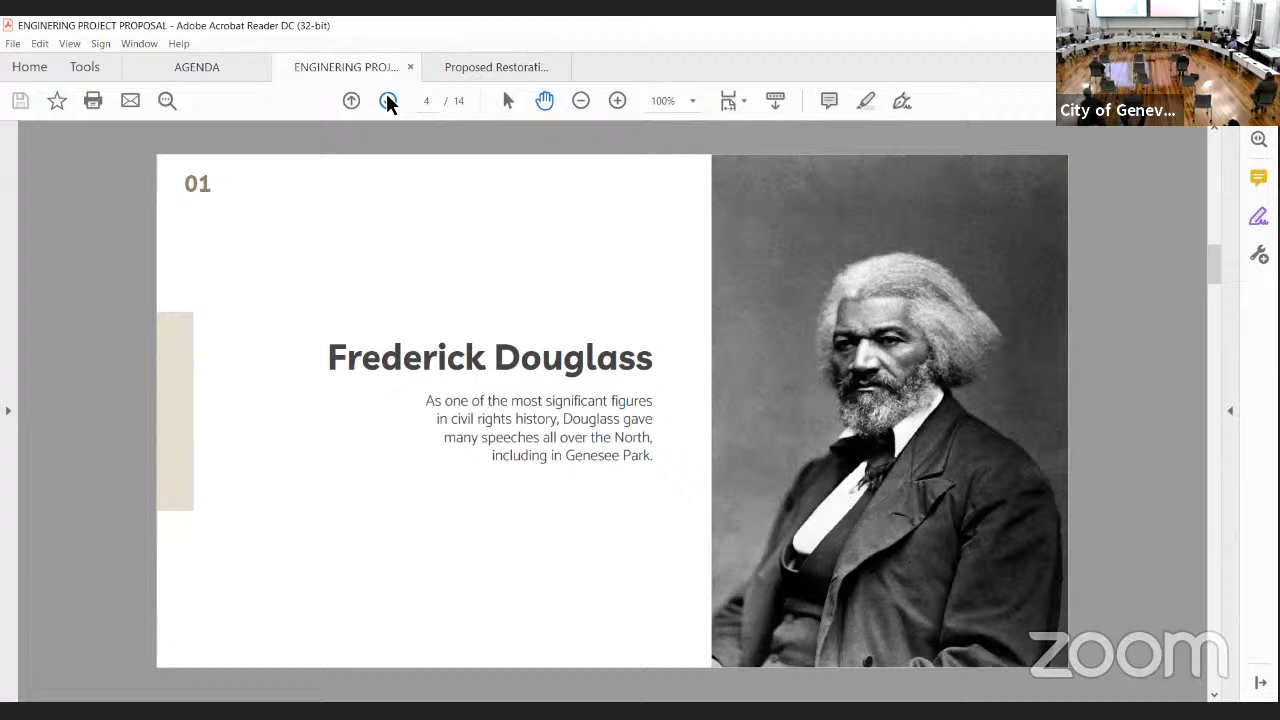 ENGINERING PROJECT PROPOSAL - Adobe Acrobat Reader DC (32-bit)
File Edit View Sign Window Help
Home Tools AGENDA ENGINERING PROJ... × Proposed Restorati...
4 / 14 100%
City of Genev...
01
Frederick Douglass
As one of the most significant figures
in civil rights history, Douglass gave
many speeches all over the North,
including in Genesee Park.
zoom